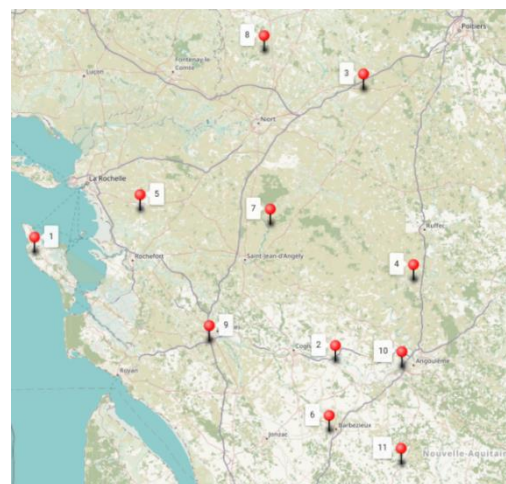 8
Poitiers
Fontenay-le
Comte
3
Luçon
Niort
La Rochelle
5
7
1
Ruffec
Rochefort
Saint-Jean-d'Angély
4
9
2
10
Cognac
Angoulême
Royan
6
Barbezieux
Jonzac
11
Nouvelle-Aquitain